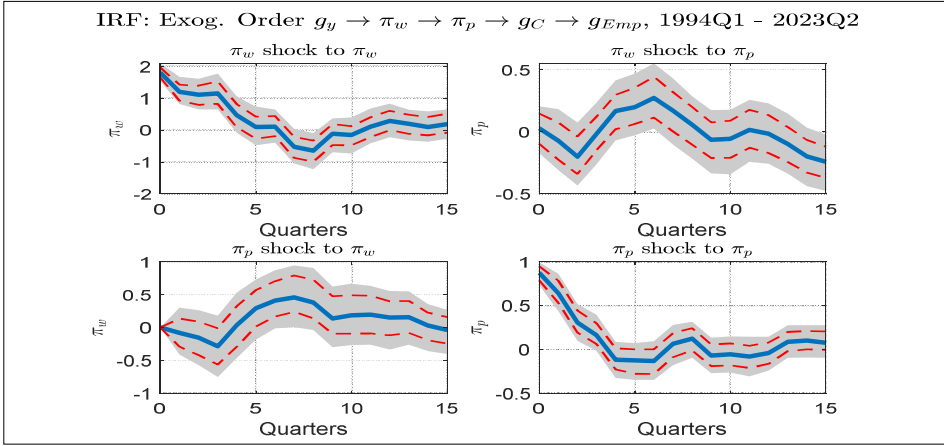 IRF: Exog. Order g_y → π_w → π_p → g_C → g_Emp, 1994Q1 - 2023Q2
π_w shock to π_w
2
1
0
-1
-2
π_w
0 5 10 15
Quarters
π_w shock to π_p
0.5
0
-0.5
π_p
0 5 10 15
Quarters
π_p shock to π_w
1
0.5
0
-0.5
-1
π_w
0 5 10 15
Quarters
π_p shock to π_p
1
0.5
0
-0.5
π_p
0 5 10 15
Quarters